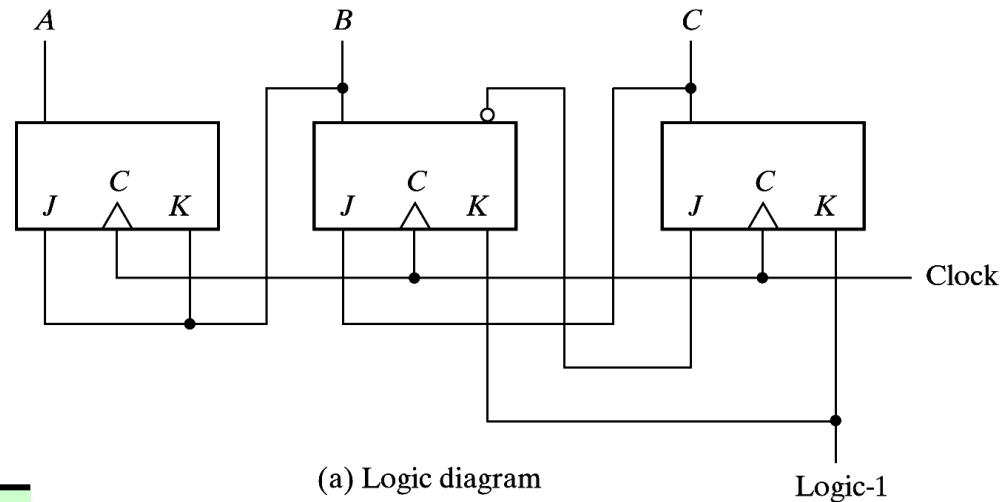 A B C
C C C
J K J K J K
Clock
(a) Logic diagram
Logic-1